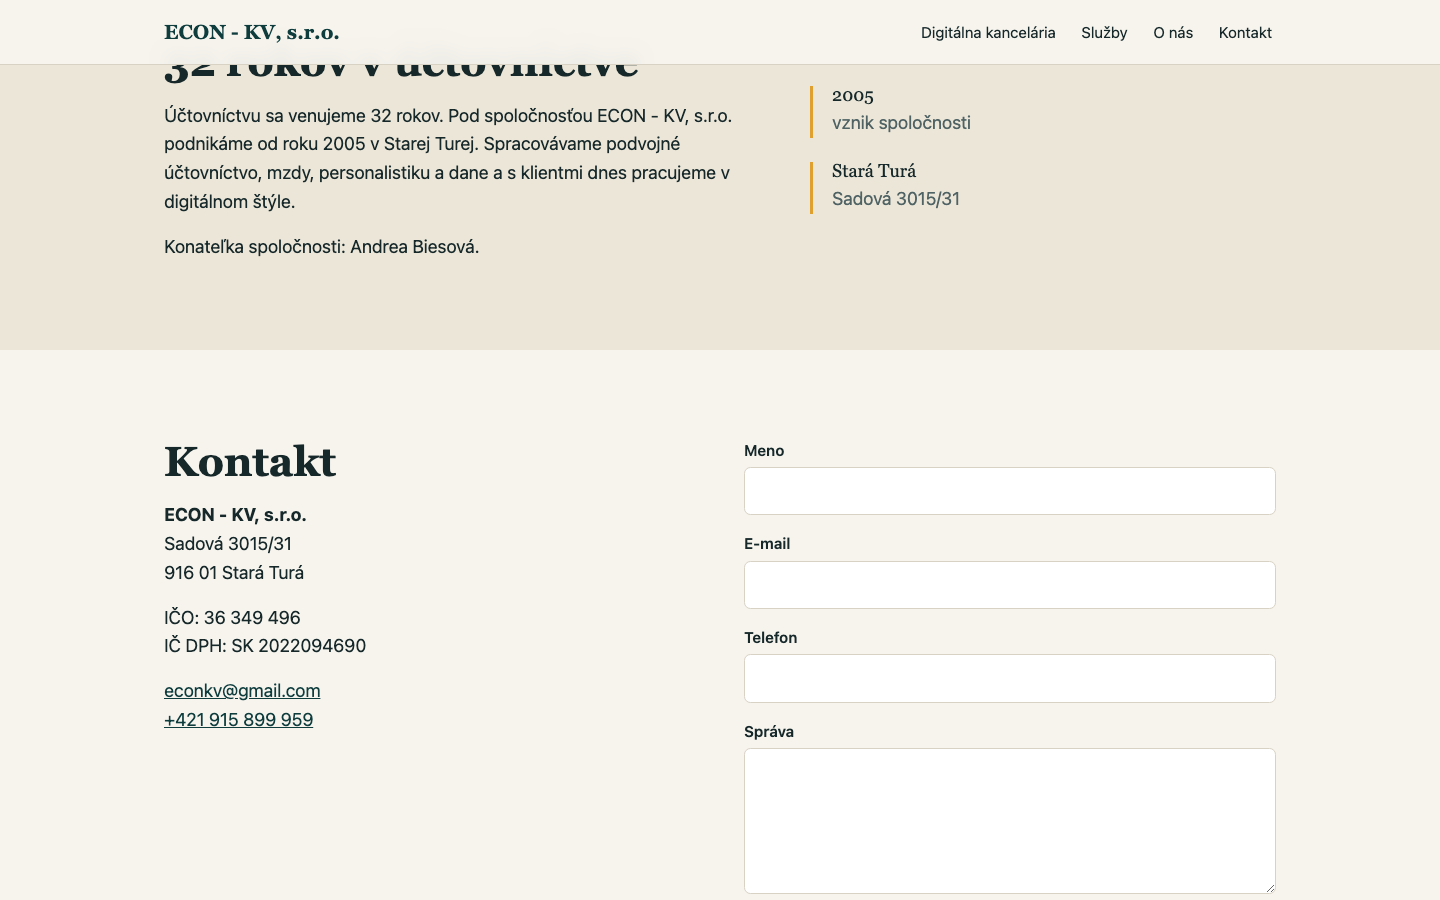 ECON - KV, s.r.o.
Digitálna kancelária
Služby
O nás
Kontakt
32 rokov v účtovníctve
Účtovníctvu sa venujeme 32 rokov. Pod spoločnosťou ECON - KV, s.r.o.
podnikáme od roku 2005 v Starej Turej. Spracovávame podvojné
účtovníctvo, mzdy, personalistiku a dane a s klientmi dnes pracujeme v
digitálnom štýle.
Konateľka spoločnosti: Andrea Biesová.
2005
vznik spoločnosti
Stará Turá
Sadová 3015/31
Kontakt
ECON - KV, s.r.o.
Sadová 3015/31
916 01 Stará Turá
IČO: 36 349 496
IČ DPH: SK 2022094690
econkv@gmail.com
+421 915 899 959
Meno
E-mail
Telefon
Správa